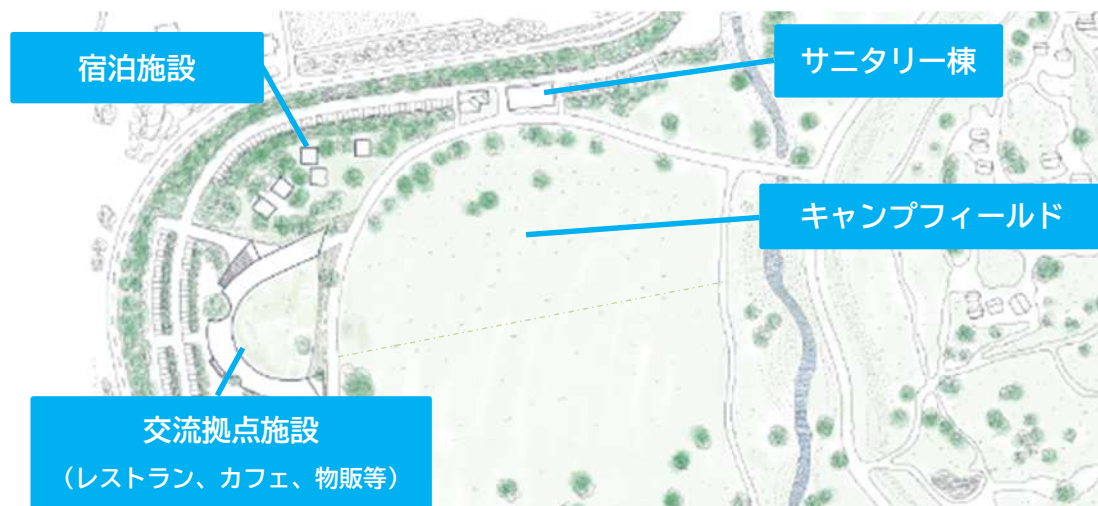 宿泊施設
サニタリー棟
キャンプフィールド
交流拠点施設
（レストラン、カフェ、物販等）